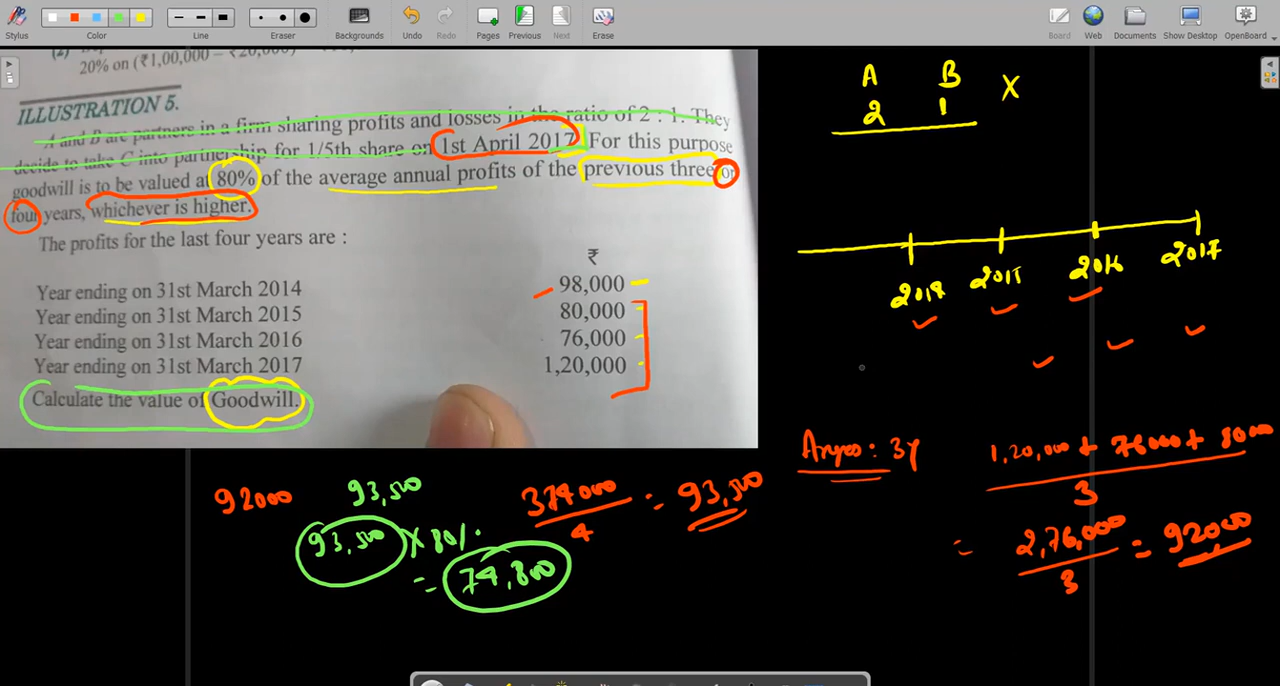 Stylus Color Line Eraser Backgrounds Undo Redo Pages Previous Next Erase Board Web Documents Show Desktop OpenBoard
20% on (₹1,00,000 – ₹20,000)
ILLUSTRATION 5.
A and B are partners in a firm sharing profits and losses in the ratio of 2 : 1. They
decide to take C into partnership for 1/5th share on 1st April 2017. For this purpose
goodwill is to be valued at 80% of the average annual profits of the previous three or
four years, whichever is higher.
The profits for the last four years are :
₹
Year ending on 31st March 2014 98,000
Year ending on 31st March 2015 80,000
Year ending on 31st March 2016 76,000
Year ending on 31st March 2017 1,20,000
Calculate the value of Goodwill.
A B X
2 1
2014 2015 2016 2017
3y 1,20,000 + 76000 + 80000
3
= 2,76,000 = 92000
3
92000 93,500 374000 = 93,500
4
93,500 X 80%
= 74,800